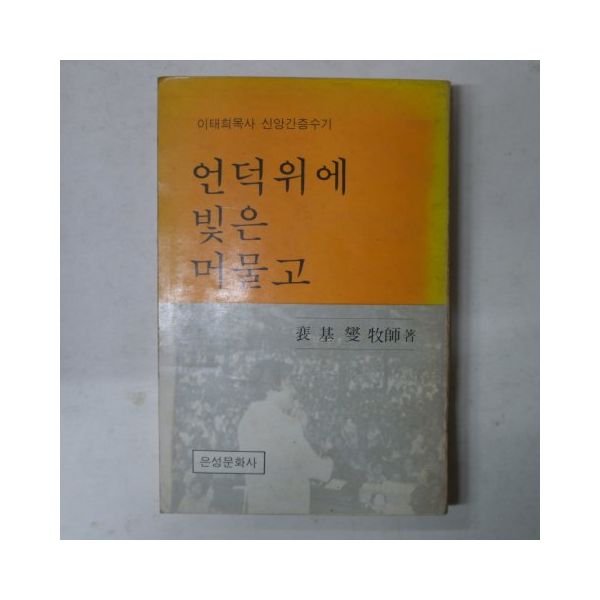 이태희목사 신앙간증수기
언덕위에
빛은
머물고
裵基燮 牧師 著
은성문화사